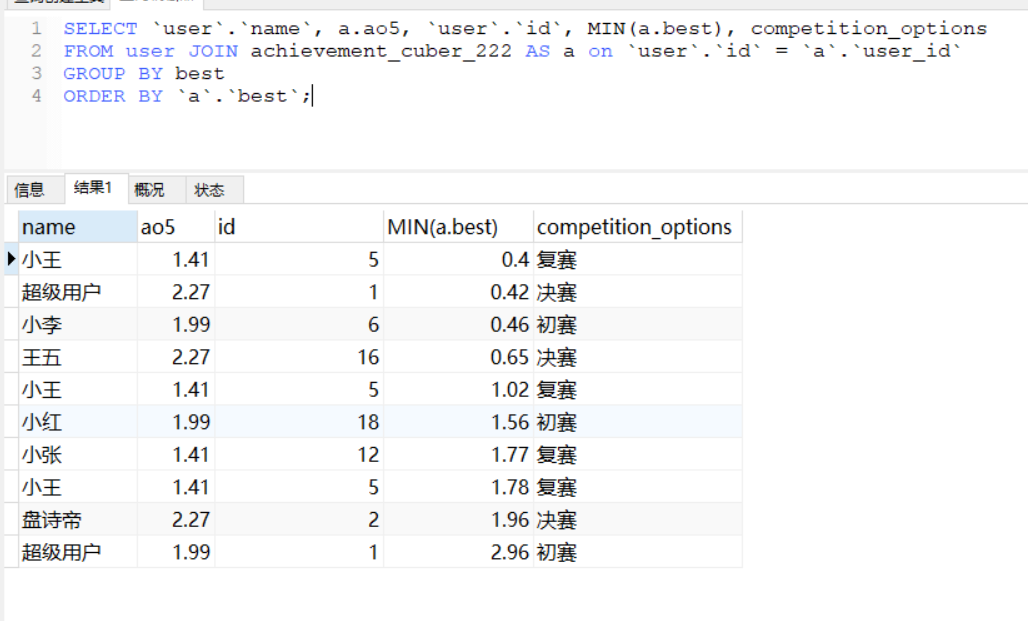 1 SELECT `user`.`name`, a.ao5, `user`.`id`, MIN(a.best), competition_options
2 FROM user JOIN achievement_cuber_222 AS a on `user`.`id` = `a`.`user_id`
3 GROUP BY best
4 ORDER BY `a`.`best`;
信息 结果1 概况 状态
name ao5 id MIN(a.best) competition_options
小王 1.41 5 0.4 复赛
超级用户 2.27 1 0.42 决赛
小李 1.99 6 0.46 初赛
王五 2.27 16 0.65 决赛
小王 1.41 5 1.02 复赛
小红 1.99 18 1.56 初赛
小张 1.41 12 1.77 复赛
小王 1.41 5 1.78 复赛
盘诗帝 2.27 2 1.96 决赛
超级用户 1.99 1 2.96 初赛